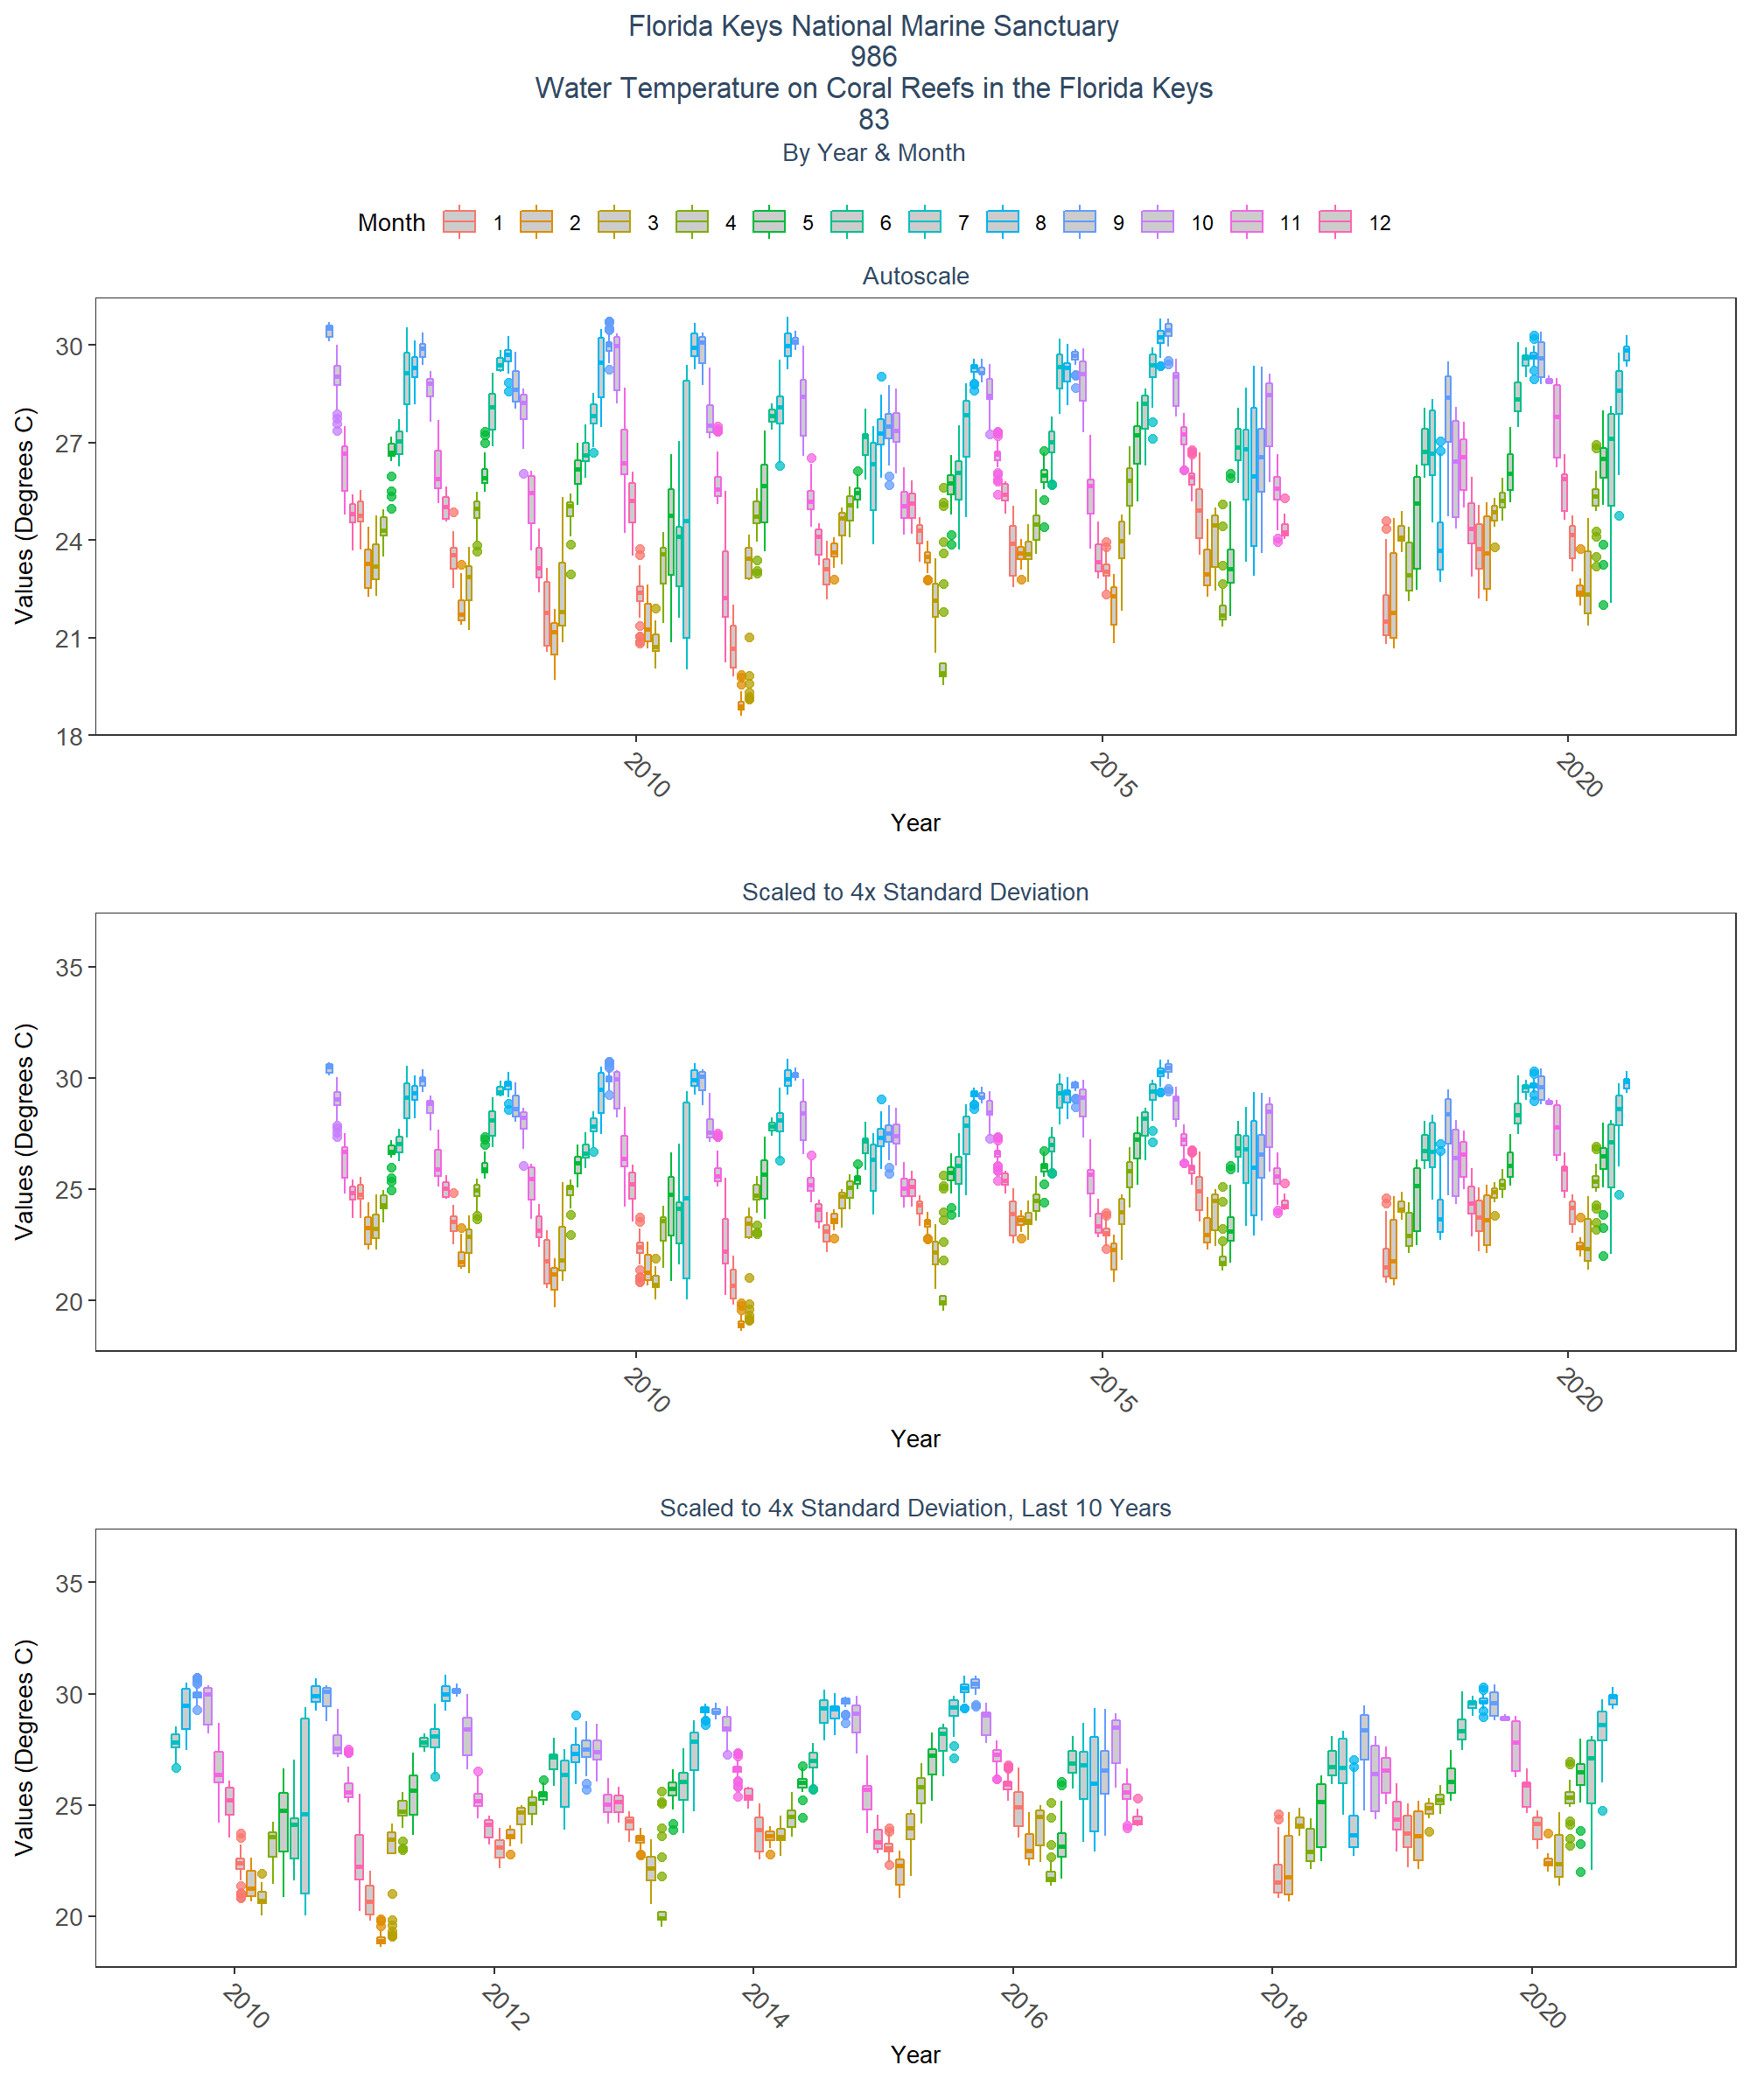 Florida Keys National Marine Sanctuary
986
Water Temperature on Coral Reefs in the Florida Keys
83
By Year & Month
Month 1 2 3 4 5 6 7 8 9 10 11 12
Autoscale
Values (Degrees C)
30
27
24
21
18
2010 2015 2020
Year
Scaled to 4x Standard Deviation
Values (Degrees C)
35
30
25
20
2010 2015 2020
Year
Scaled to 4x Standard Deviation, Last 10 Years
Values (Degrees C)
35
30
25
20
2010 2012 2014 2016 2018 2020
Year